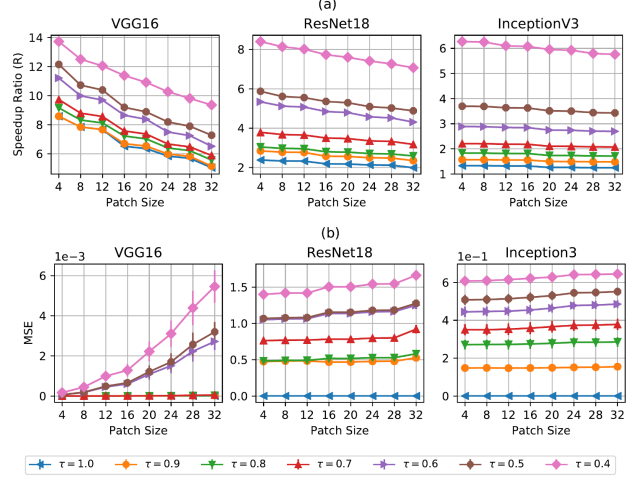 (a)
VGG16
ResNet18
InceptionV3
Speedup Ratio (R)
14
12
10
8
6
4 8 12 16 20 24 28 32
Patch Size
8
6
4
2
4 8 12 16 20 24 28 32
Patch Size
6
5
4
3
2
1
4 8 12 16 20 24 28 32
Patch Size
(b)
VGG16
ResNet18
Inception3
1e−3
MSE
6
4
2
0
4 8 12 16 20 24 28 32
Patch Size
1.5
1.0
0.5
0.0
4 8 12 16 20 24 28 32
Patch Size
1e−1
6
4
2
0
4 8 12 16 20 24 28 32
Patch Size
τ = 1.0 τ = 0.9 τ = 0.8 τ = 0.7 τ = 0.6 τ = 0.5 τ = 0.4